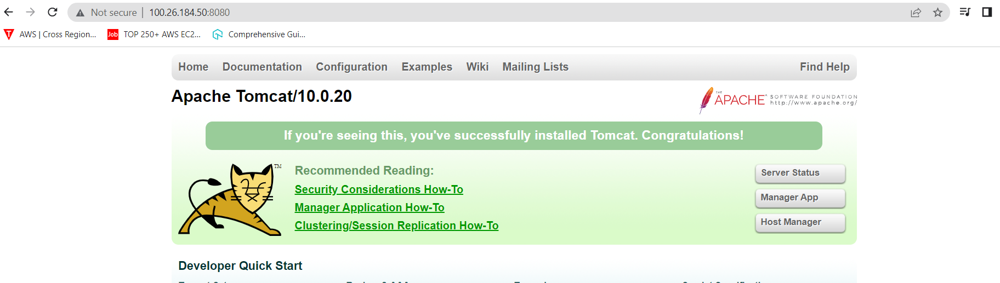 Not secure | 100.26.184.50:8080
AWS | Cross Region...
Job
TOP 250+ AWS EC2...
Comprehensive Gui...
Home Documentation Configuration Examples Wiki Mailing Lists Find Help
Apache Tomcat/10.0.20
THE
APACHE SOFTWARE FOUNDATION
http://www.apache.org/
If you're seeing this, you've successfully installed Tomcat. Congratulations!
TM
Recommended Reading:
Security Considerations How-To
Manager Application How-To
Clustering/Session Replication How-To
Server Status
Manager App
Host Manager
Developer Quick Start